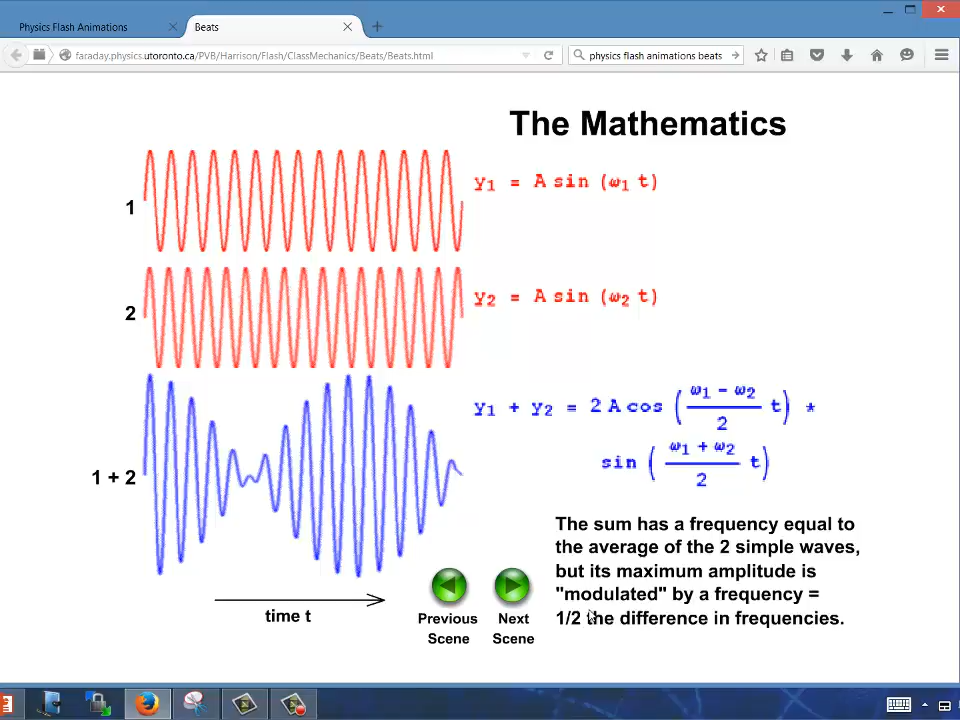 Physics Flash Animations
Beats
faraday.physics.utoronto.ca/PVB/Harrison/Flash/ClassMechanics/Beats/Beats.html
physics flash animations beats
The Mathematics
1
y₁ = A sin (ω₁ t)
2
y₂ = A sin (ω₂ t)
1 + 2
y₁ + y₂ = 2 A cos ( (ω₁ - ω₂)/2 t) *
sin ( (ω₁ + ω₂)/2 t)
The sum has a frequency equal to
the average of the 2 simple waves,
but its maximum amplitude is
"modulated" by a frequency =
1/2 the difference in frequencies.
time t
Previous
Scene
Next
Scene